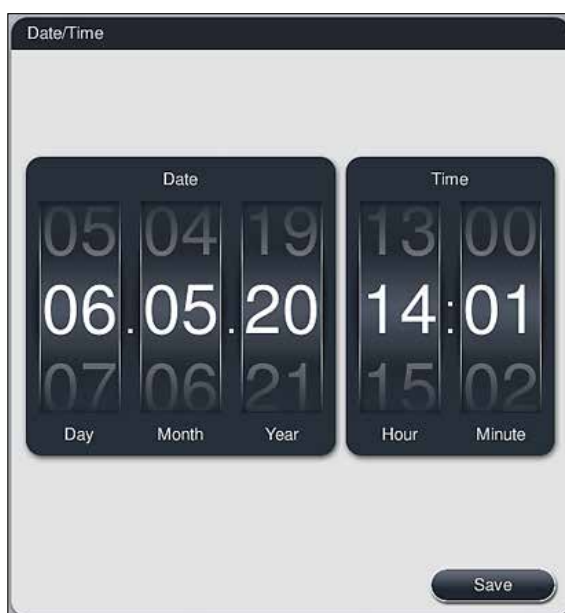 Date/Time
Date Time
05 04 19 13 00
06.05.20 14:01
07 06 21 15 02
Day Month Year Hour Minute
Save